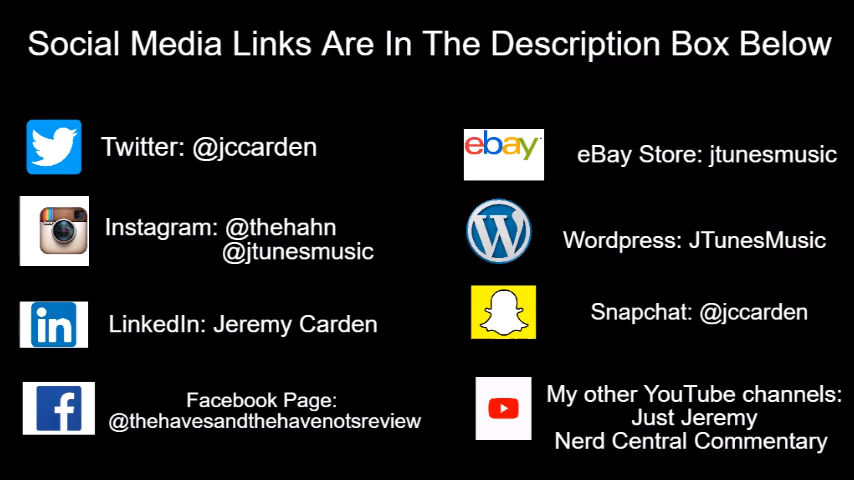 Social Media Links Are In The Description Box Below
Twitter: @jccarden
Instagram: @thehahn
@jtunesmusic
in LinkedIn: Jeremy Carden
f
Facebook Page:
@thehavesandthehavenotsreview
ebay eBay Store: jtunesmusic
W Wordpress: JTunesMusic
Snapchat: @jccarden
My other YouTube channels:
Just Jeremy
Nerd Central Commentary